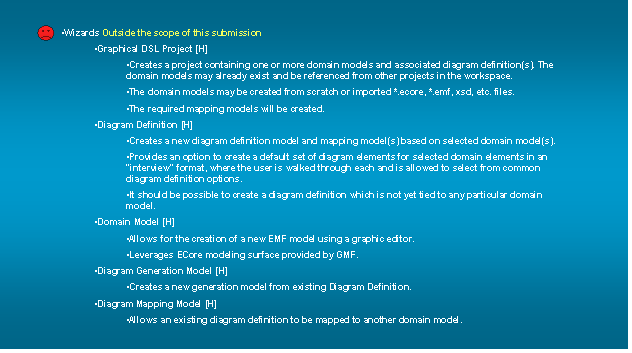 •Wizards Outside the scope of this submission
•Graphical DSL Project [H]
•Creates a project containing one or more domain models and associated diagram definition(s). The
domain models may already exist and be referenced from other projects in the workspace.
•The domain models may be created from scratch or imported *.ecore, *.emf, xsd, etc. files.
•The required mapping models will be created.
•Diagram Definition [H]
•Creates a new diagram definition model and mapping model(s) based on selected domain model(s).
•Provides an option to create a default set of diagram elements for selected domain elements in an
"interview" format, where the user is walked through each and is allowed to select from common
diagram definition options.
•It should be possible to create a diagram definition which is not yet tied to any particular domain
model.
•Domain Model [H]
•Allows for the creation of a new EMF model using a graphic editor.
•Leverages ECore modeling surface provided by GMF.
•Diagram Generation Model [H]
•Creates a new generation model from existing Diagram Definition.
•Diagram Mapping Model [H]
•Allows an existing diagram definition to be mapped to another domain model.